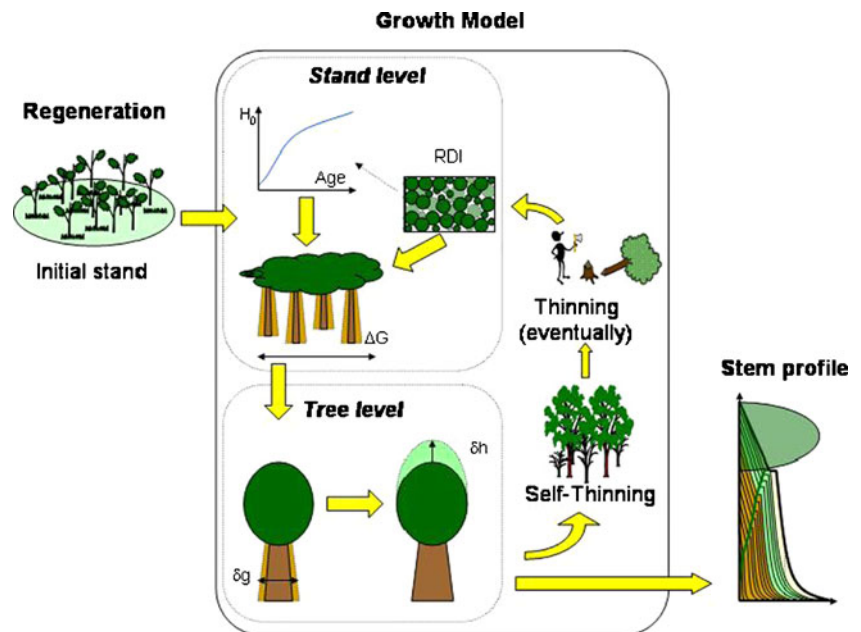 Growth Model
Stand level
Regeneration
H0
RDI
Age
Initial stand
Thinning
(eventually)
ΔG
Stem profile
Tree level
δh
Self-Thinning
δg